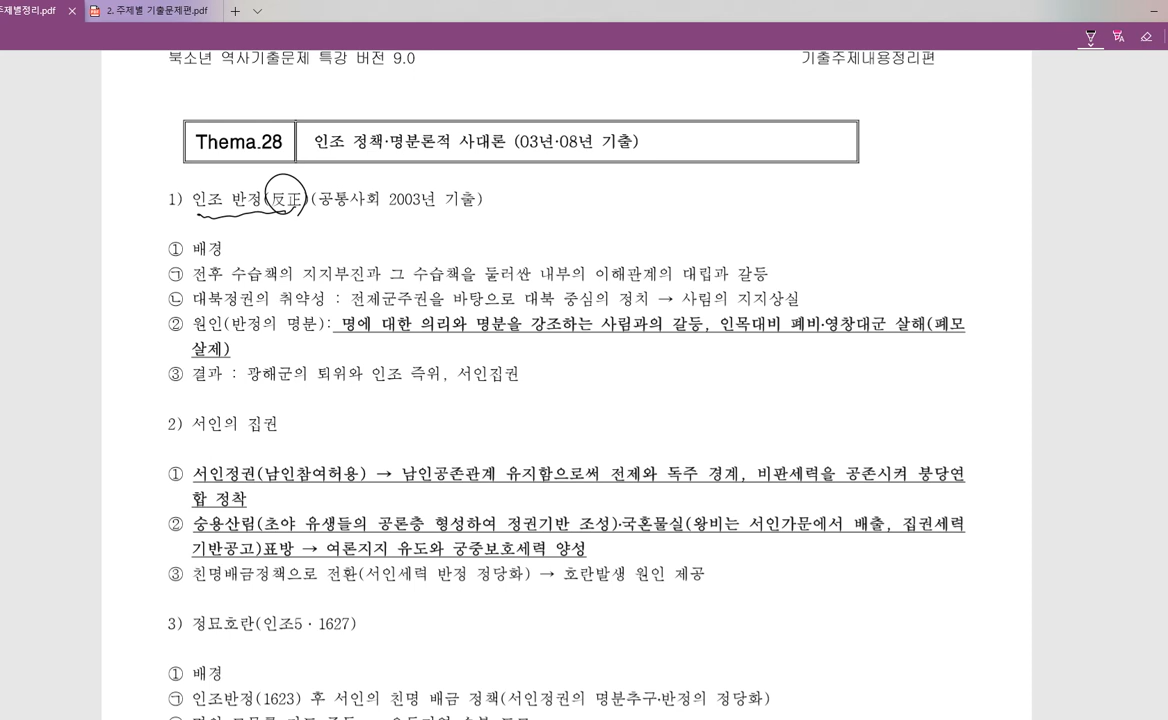 주제별정리.pdf
2. 주제별 기출문제편.pdf
북소년 역사기출문제 특강 버전 9.0
기출주제내용정리편
Thema.28
인조 정책·명분론적 사대론 (03년·08년 기출)
1) 인조 반정(反正)(공통사회 2003년 기출)
① 배경
㉠ 전후 수습책의 지지부진과 그 수습책을 둘러싼 내부의 이해관계의 대립과 갈등
㉡ 대북정권의 취약성 : 전제군주권을 바탕으로 대북 중심의 정치 → 사림의 지지상실
② 원인(반정의 명분): 명에 대한 의리와 명분을 강조하는 사림과의 갈등, 인목대비 폐비·영창대군 살해(폐모
살제)
③ 결과 : 광해군의 퇴위와 인조 즉위, 서인집권
2) 서인의 집권
① 서인정권(남인참여허용) → 남인공존관계 유지함으로써 전제와 독주 경계, 비판세력을 공존시켜 붕당연
합 정착
② 숭용산림(초야 유생들의 공론층 형성하여 정권기반 조성)·국혼물실(왕비는 서인가문에서 배출, 집권세력
기반공고)표방 → 여론지지 유도와 궁중보호세력 양성
③ 친명배금정책으로 전환(서인세력 반정 정당화) → 호란발생 원인 제공
3) 정묘호란(인조5 · 1627)
① 배경
㉠ 인조반정(1623) 후 서인의 친명 배금 정책(서인정권의 명분추구·반정의 정당화)